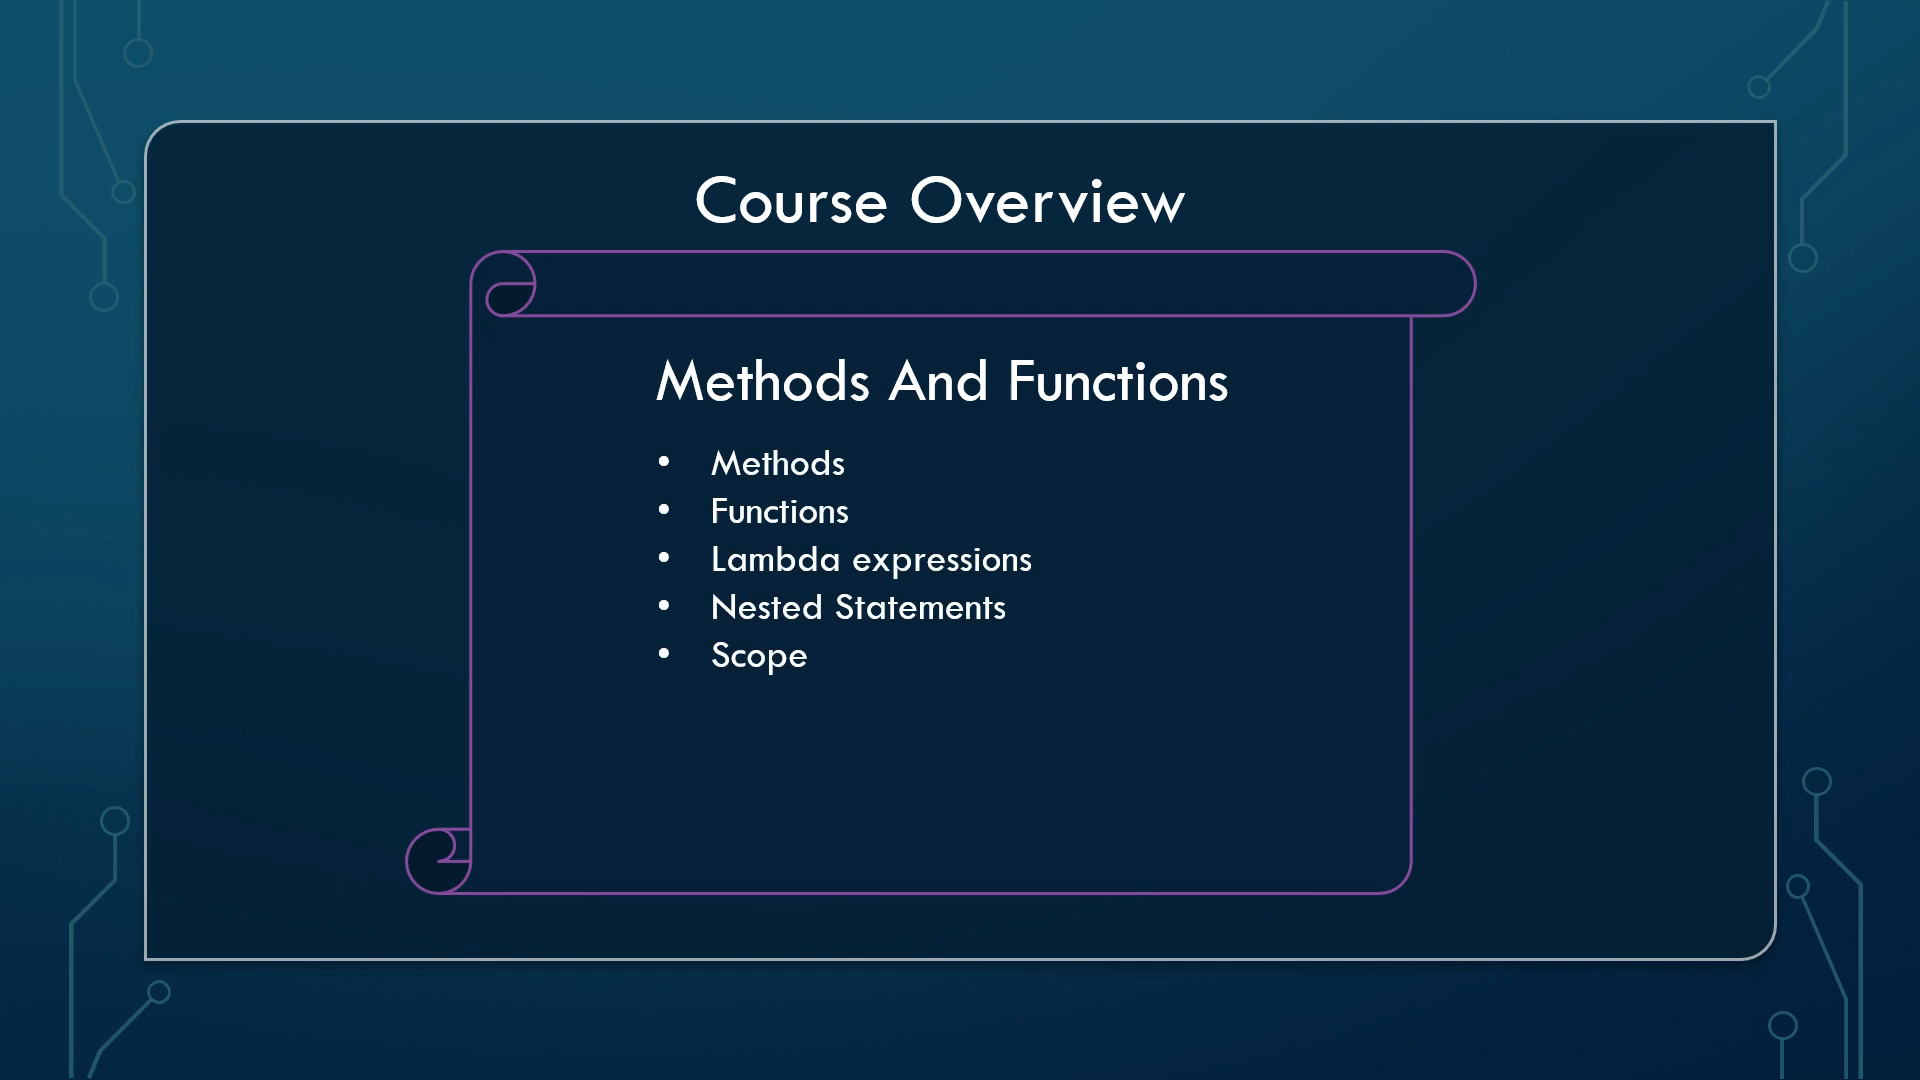 Course Overview
Methods And Functions
• Methods
• Functions
• Lambda expressions
• Nested Statements
• Scope